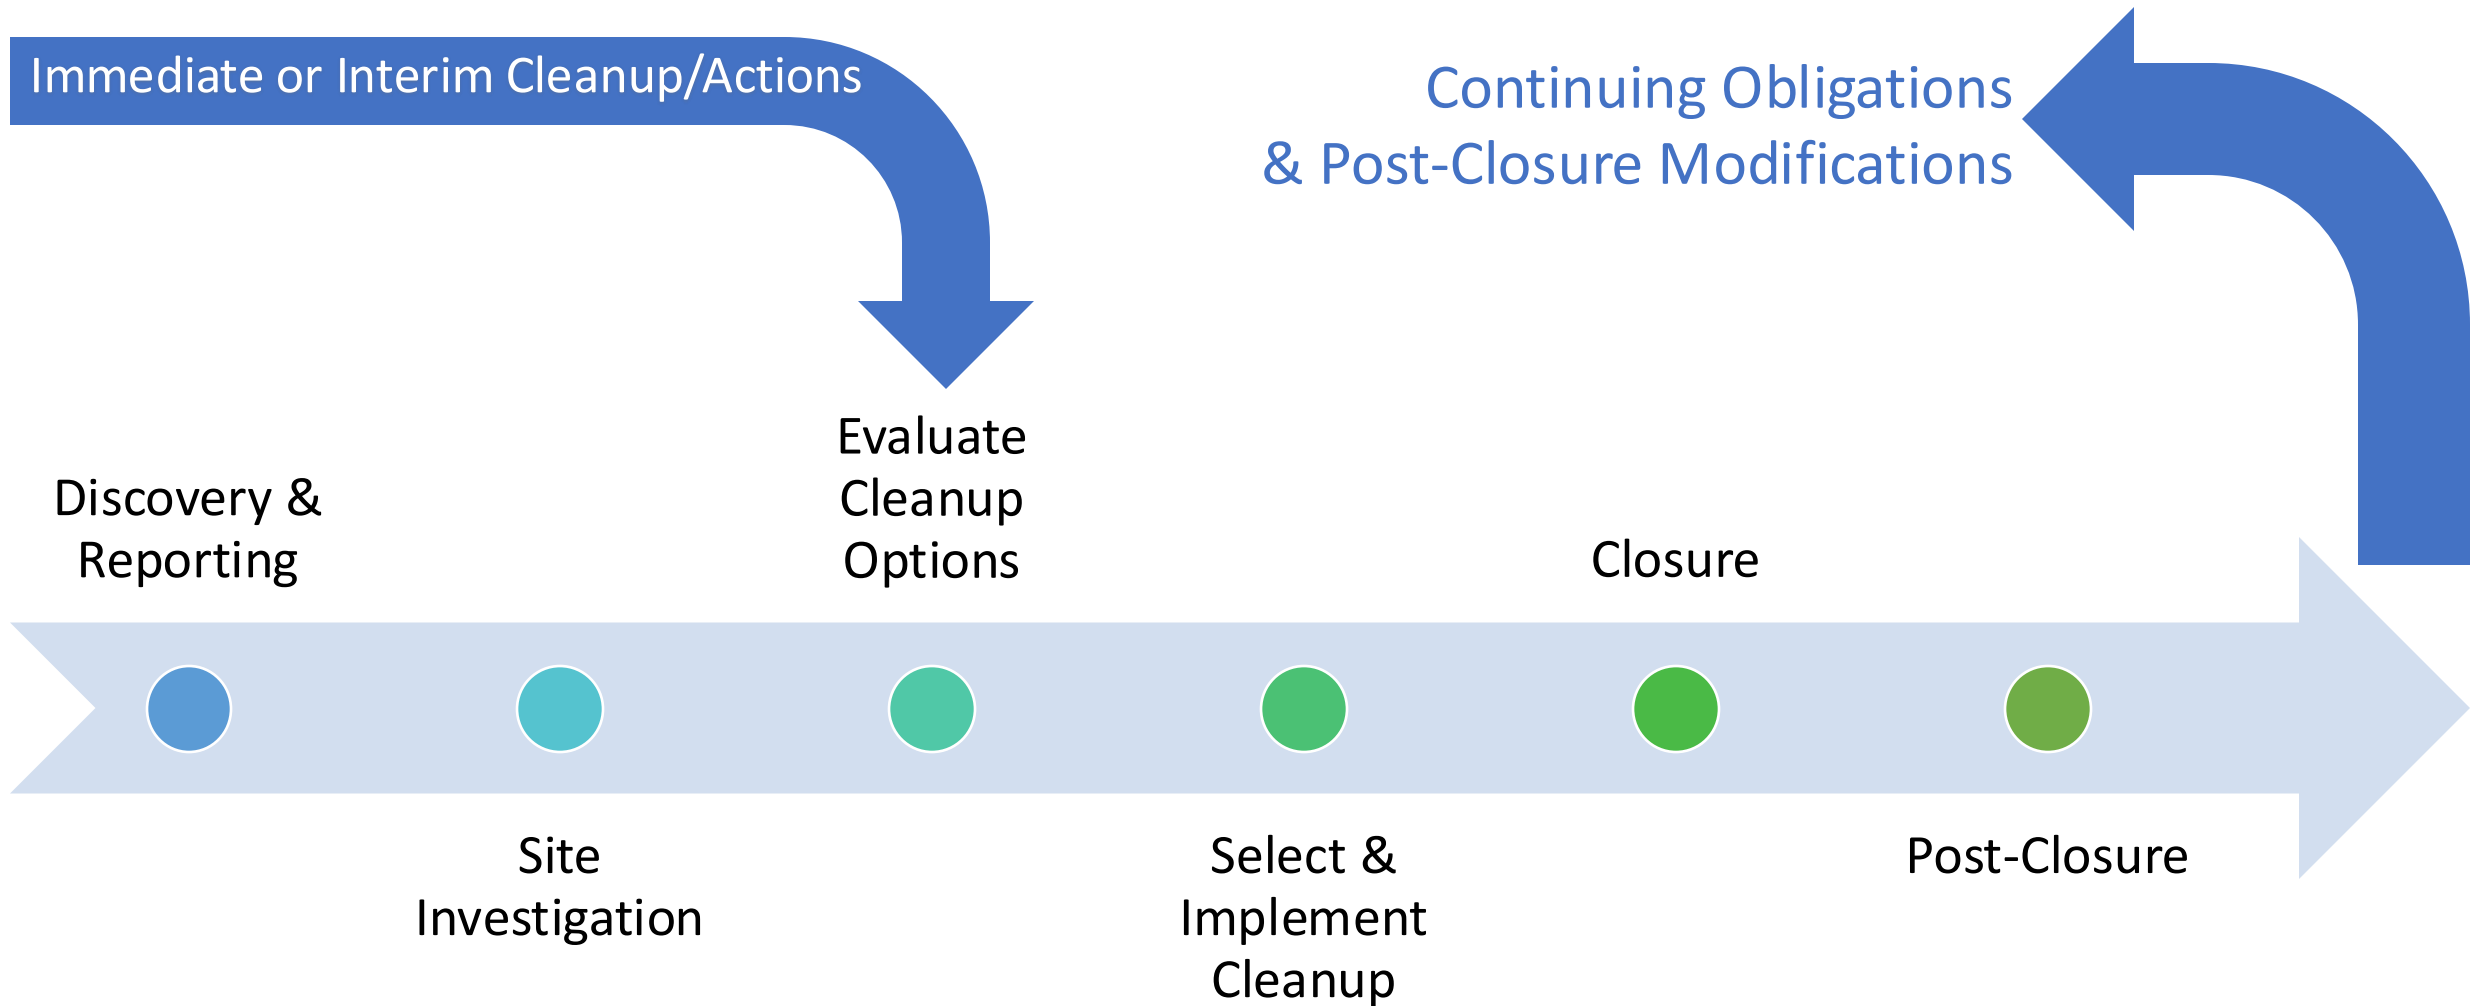 Immediate or Interim Cleanup/Actions
Continuing Obligations
& Post-Closure Modifications
Discovery &
Reporting
Site
Investigation
Evaluate
Cleanup
Options
Select &
Implement
Cleanup
Closure
Post-Closure